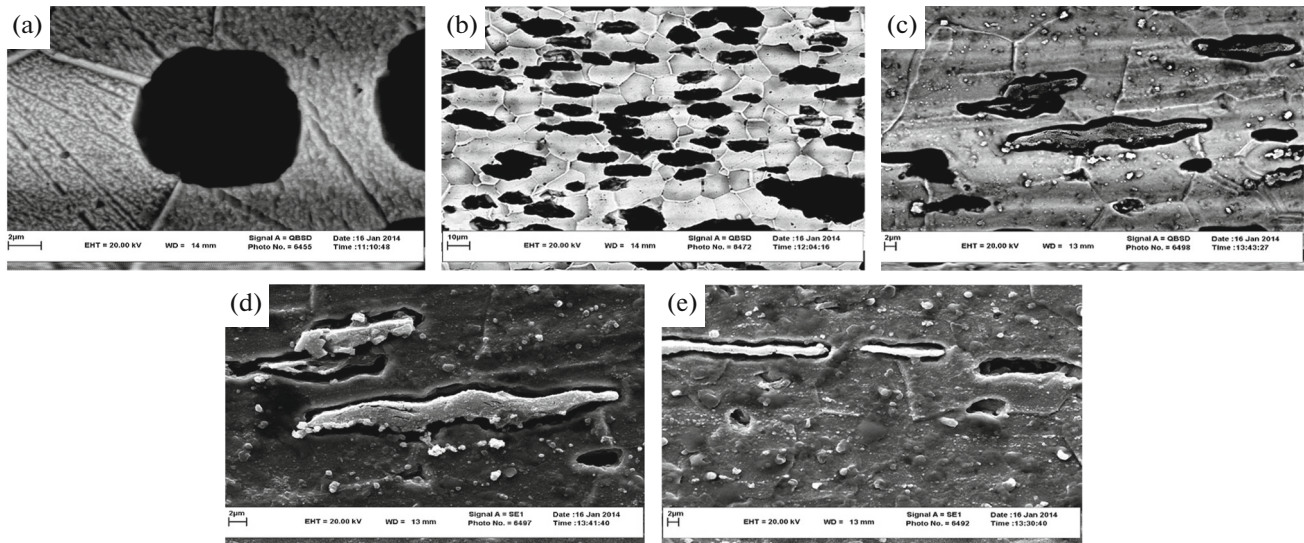 (a)
2µm
EHT = 20.00 kV WD = 14 mm
Signal A = QBSD Date :16 Jan 2014
Photo No. = 6455 Time :11:10:48
(b)
10µm
EHT = 20.00 kV WD = 14 mm
Signal A = QBSD Date :16 Jan 2014
Photo No. = 6472 Time :12:04:16
(c)
2µm
EHT = 20.00 kV WD = 13 mm
Signal A = QBSD Date :16 Jan 2014
Photo No. = 6498 Time :13:43:27
(d)
2µm
EHT = 20.00 kV WD = 13 mm
Signal A = SE1 Date :16 Jan 2014
Photo No. = 6497 Time :13:41:40
(e)
2µm
EHT = 20.00 kV WD = 13 mm
Signal A = SE1 Date :16 Jan 2014
Photo No. = 6492 Time :13:30:40